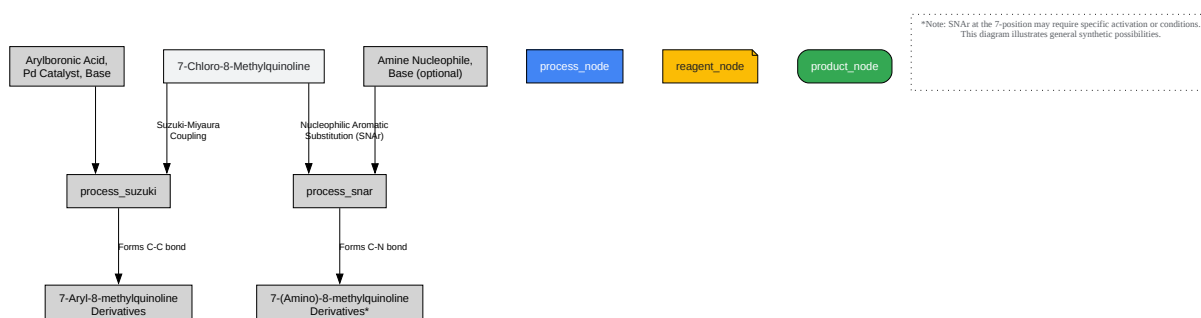 *Note: SNAr at the 7-position may require specific activation or conditions.
This diagram illustrates general synthetic possibilities.
Arylboronic Acid,
Pd Catalyst, Base
7-Chloro-8-Methylquinoline
Amine Nucleophile,
Base (optional)
process_node
reagent_node
product_node
Suzuki-Miyaura
Coupling
Nucleophilic Aromatic
Substitution (SNAr)
process_suzuki
process_snar
Forms C-C bond
Forms C-N bond
7-Aryl-8-methylquinoline
Derivatives
7-(Amino)-8-methylquinoline
Derivatives*